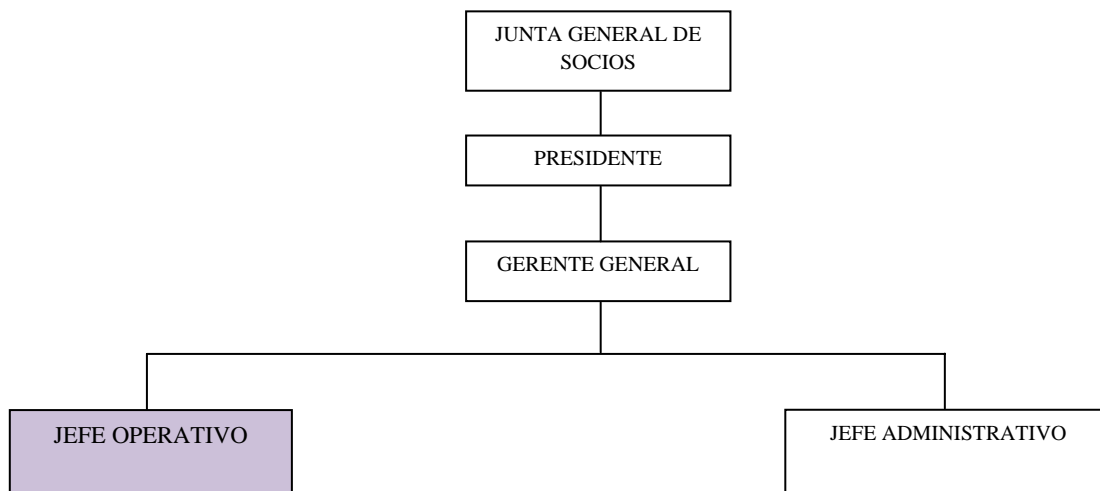 JUNTA GENERAL DE
SOCIOS
PRESIDENTE
GERENTE GENERAL
JEFE OPERATIVO
JEFE ADMINISTRATIVO